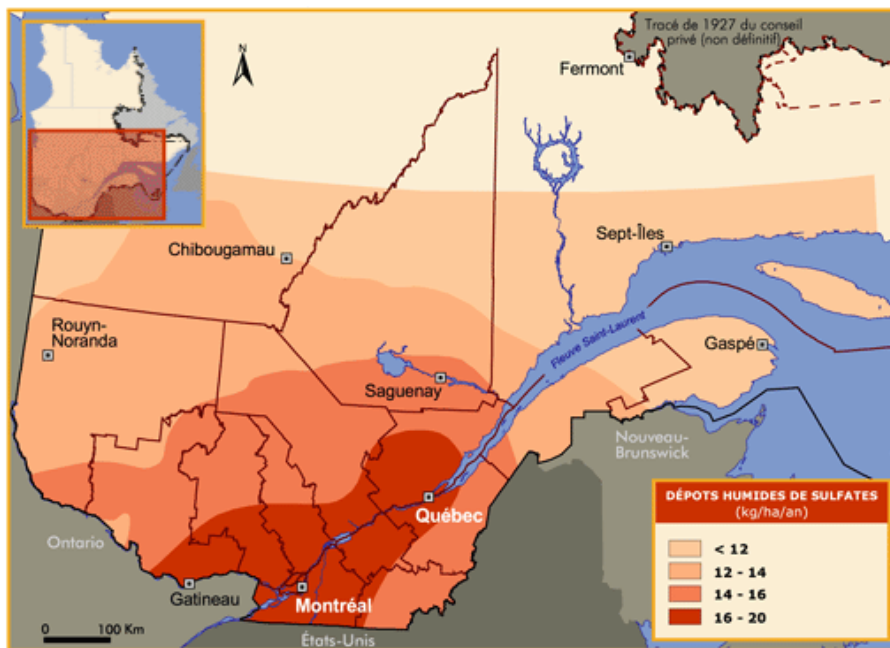 Tracé de 1927 du conseil
privé (non définitif)
N
Fermont
Sept-Îles
Chibougamau
Rouyn-
Noranda
Fleuve Saint-Laurent
Gaspé
Saguenay
Nouveau-
Brunswick
Québec
Ontario
Gatineau
Montréal
États-Unis
0 100 Km
DÉPOTS HUMIDES DE SULFATES
(kg/ha/an)
< 12
12 - 14
14 - 16
16 - 20